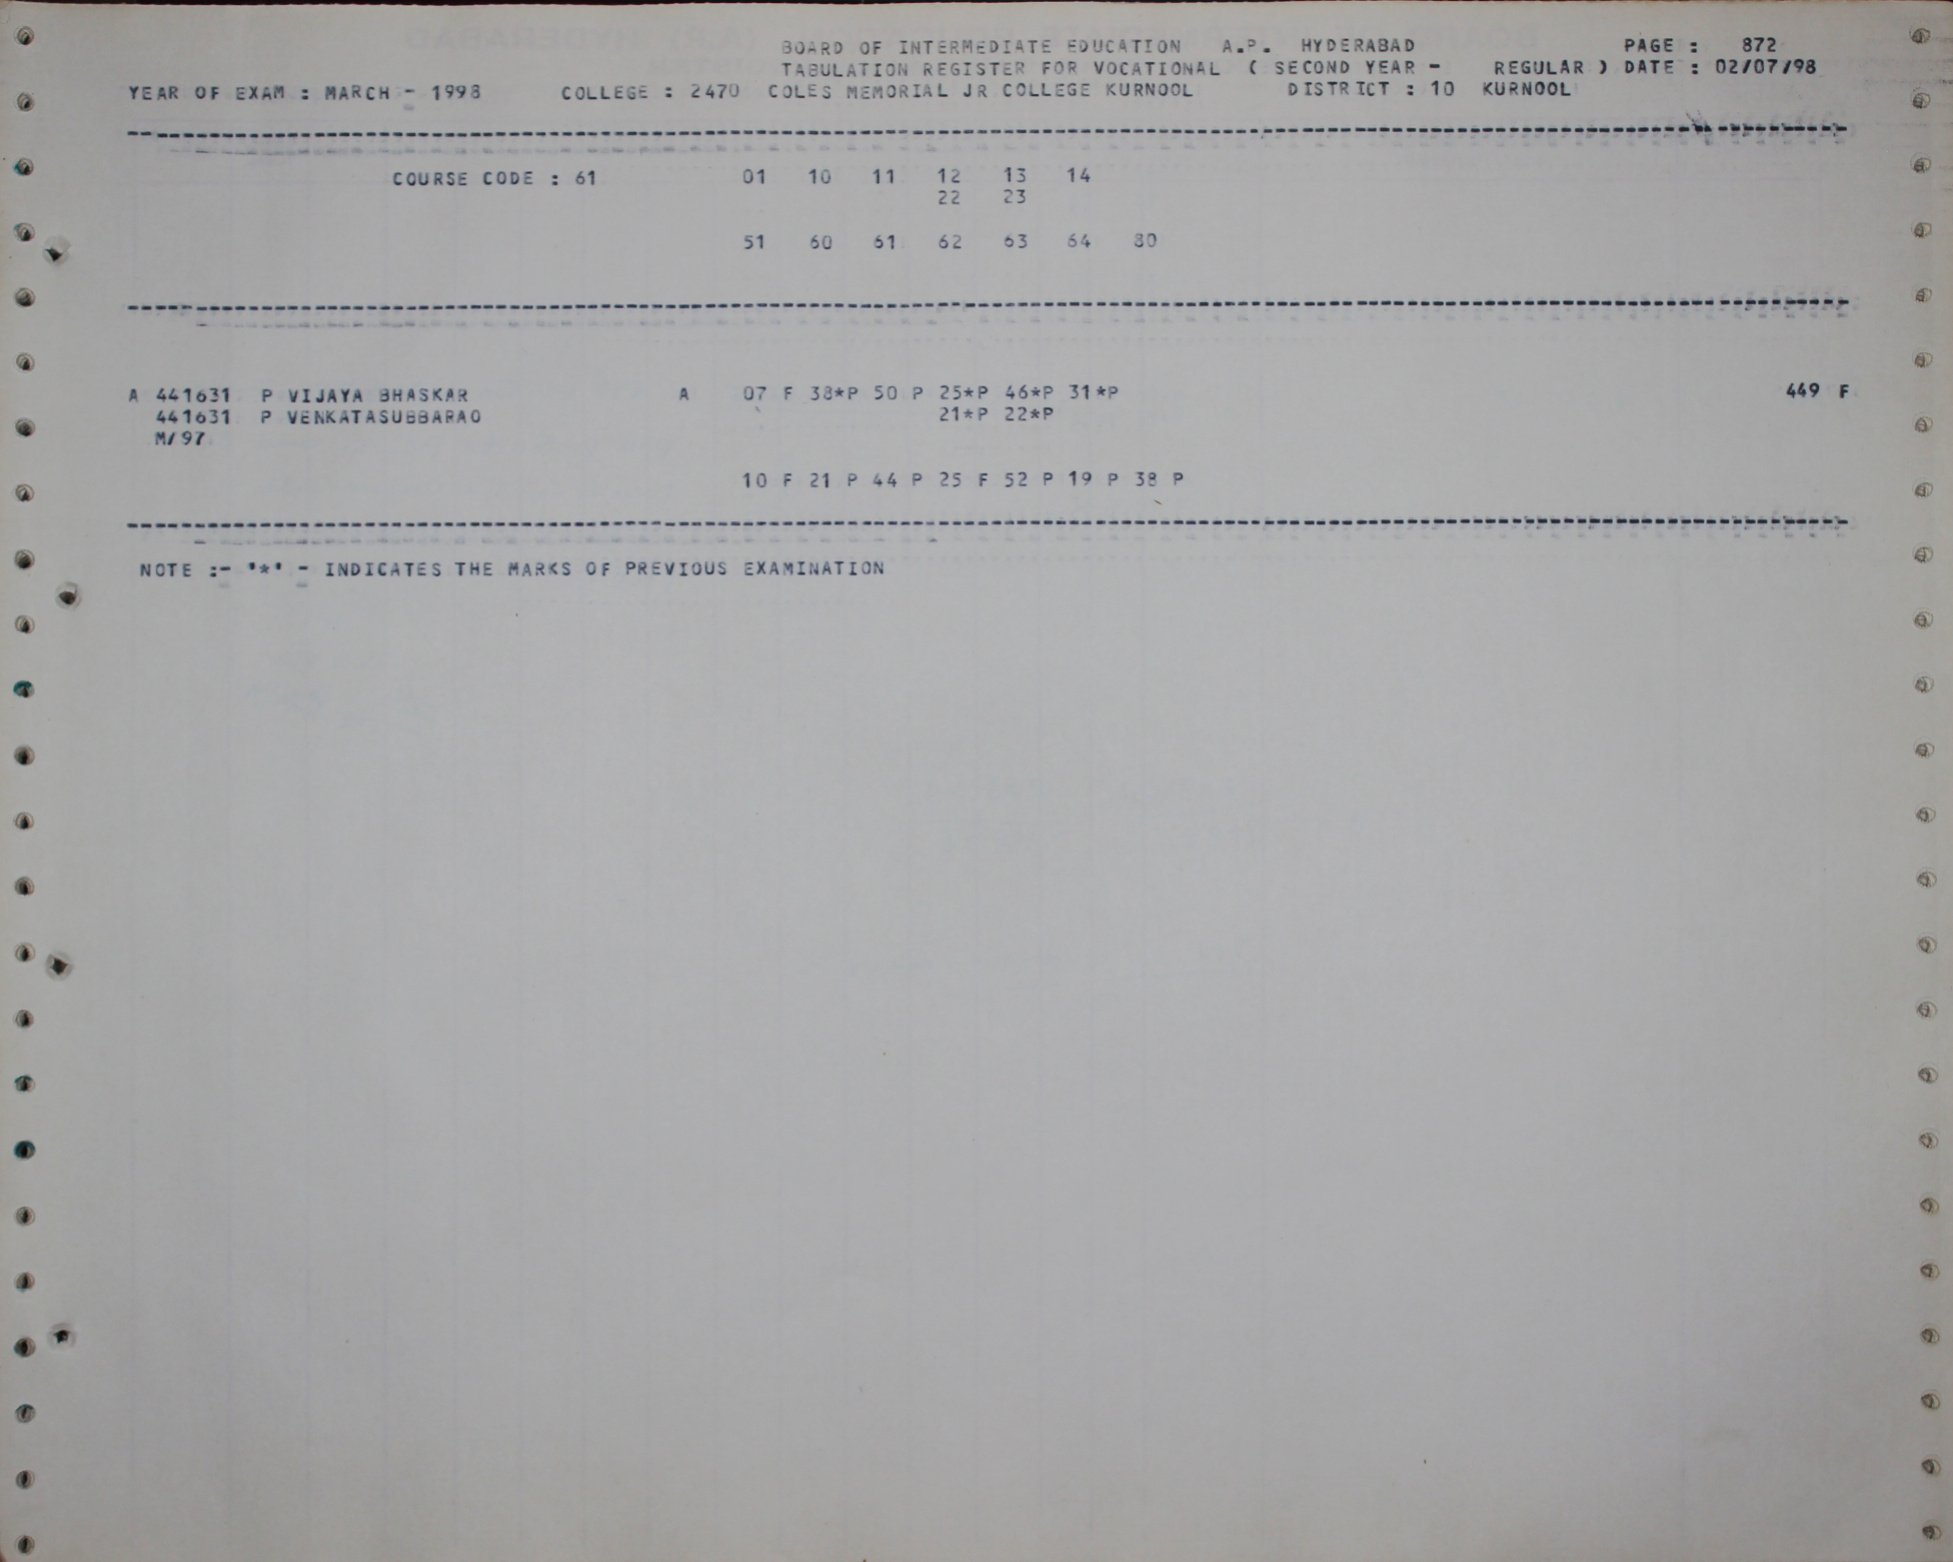 BOARD OF INTERMEDIATE EDUCATION A.P. HYDERABAD PAGE : 872
TABULATION REGISTER FOR VOCATIONAL ( SECOND YEAR - REGULAR ) DATE : 02/07/98
YEAR OF EXAM : MARCH - 1998 COLLEGE : 2470 COLES MEMORIAL JR COLLEGE KURNOOL DISTRICT : 10 KURNOOL
COURSE CODE : 61 01 10 11 12 13 14
22 23
51 60 61 62 63 64 80
A 441631 P VIJAYA BHASKAR A 07 F 38*P 50 P 25*P 46*P 31*P 449 F
441631 P VENKATASUBBARAO 21*P 22*P
M/97
10 F 21 P 44 P 25 F 52 P 19 P 38 P
NOTE :- '*' - INDICATES THE MARKS OF PREVIOUS EXAMINATION